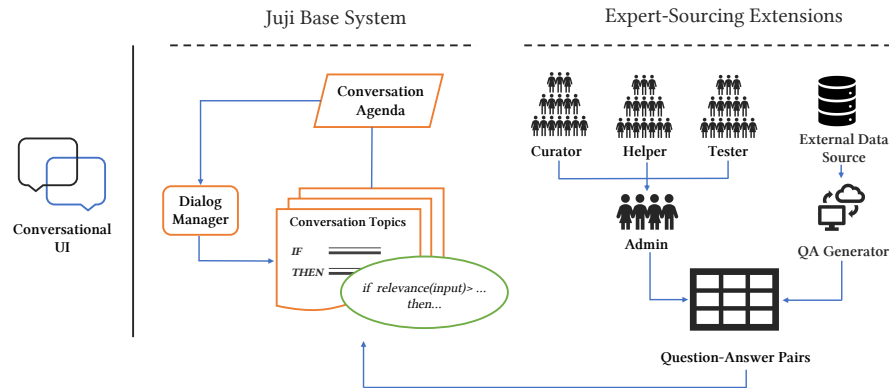 Juji Base System
Expert-Sourcing Extensions
Conversation
Agenda
Curator
Helper
Tester
External Data
Source
Dialog
Manager
Conversation Topics
IF
THEN
if relevance(input)> ...
then...
Conversational
UI
Admin
QA Generator
Question-Answer Pairs